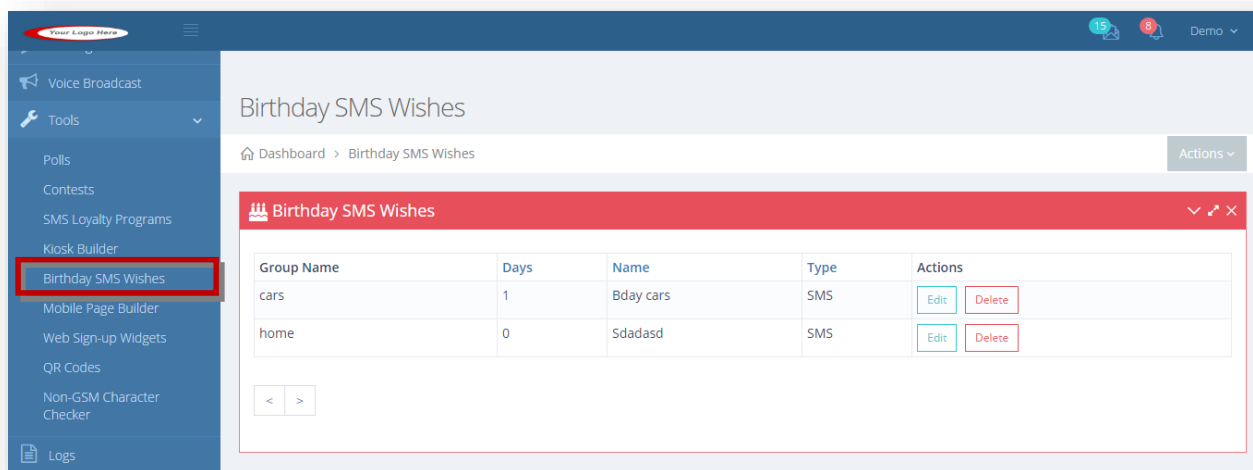 Your Logo Here
15
8
Demo
Voice Broadcast
Tools
Polls
Contests
SMS Loyalty Programs
Kiosk Builder
Birthday SMS Wishes
Mobile Page Builder
Web Sign-up Widgets
QR Codes
Non-GSM Character
Checker
Logs
Birthday SMS Wishes
Dashboard > Birthday SMS Wishes
Actions
Birthday SMS Wishes
Group Name Days Name Type Actions
cars 1 Bday cars SMS Edit Delete
home 0 Sdadasd SMS Edit Delete
< >